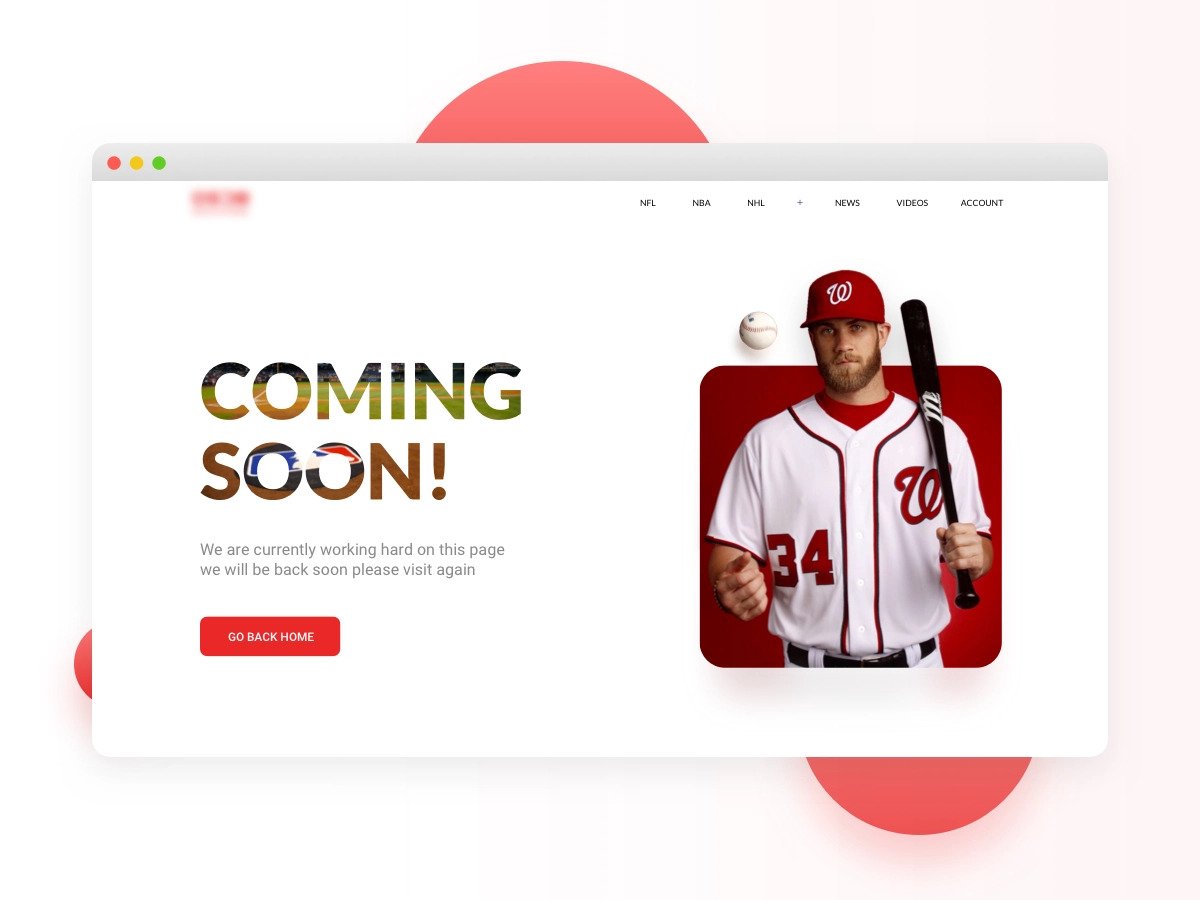 NFL NBA NHL + NEWS VIDEOS ACCOUNT
W
COMING
SOON!
W
34
We are currently working hard on this page
we will be back soon please visit again
GO BACK HOME